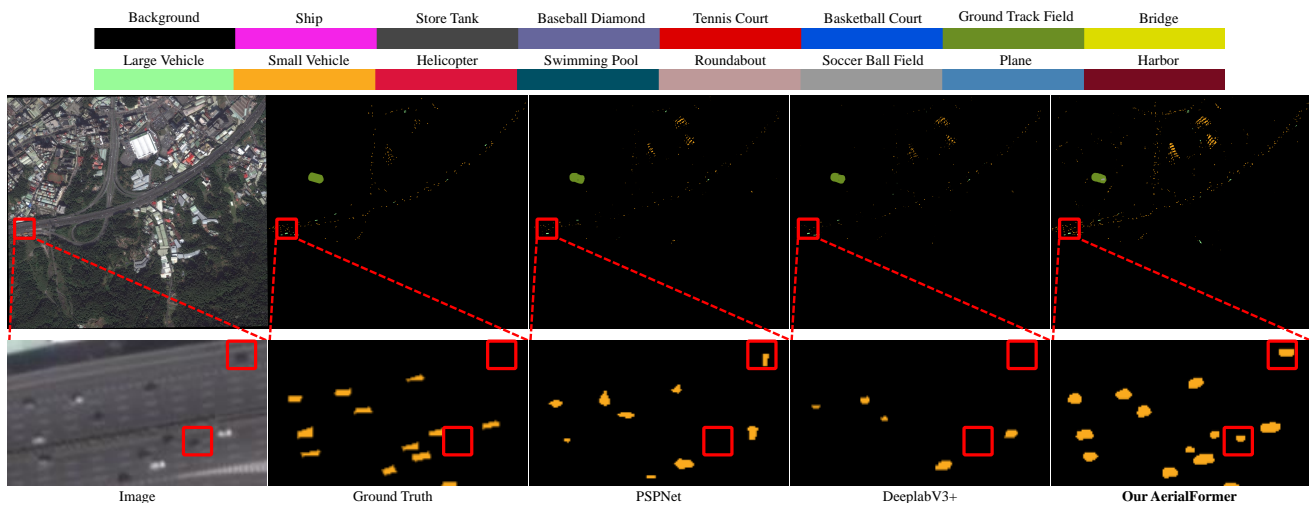 Background Ship Store Tank Baseball Diamond Tennis Court Basketball Court Ground Track Field Bridge
Large Vehicle Small Vehicle Helicopter Swimming Pool Roundabout Soccer Ball Field Plane Harbor
Image Ground Truth PSPNet DeeplabV3+ Our AerialFormer